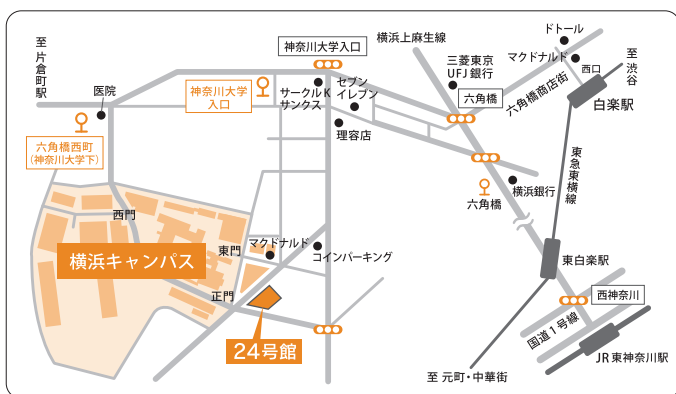 至 片倉町駅
医院
六角橋西町
(神奈川大学下)
神奈川大学
入口
神奈川大学入口
サークルK
サンクス
セブン
イレブン
理容店
横浜上麻生線
三菱東京
UFJ 銀行
六角橋
ドトール
マクドナルド
西口
六角橋商店街
至 渋谷
白楽駅
東急東横線
横浜銀行
六角橋
東白楽駅
西神奈川
国道1号線
JR東神奈川駅
至 元町・中華街
西門
横浜キャンパス
東門
マクドナルド
コインパーキング
正門
24号館